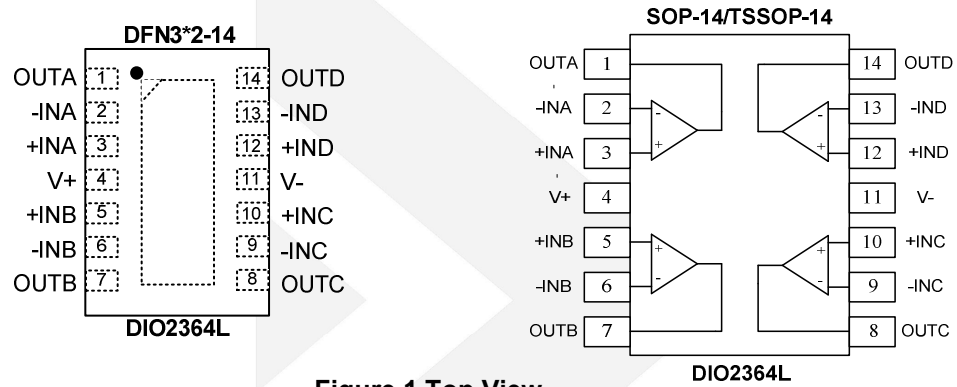 DFN3*2-14
OUTA 1 14 OUTD
-INA 2 13 -IND
+INA 3 12 +IND
V+ 4 11 V-
+INB 5 10 +INC
-INB 6 9 -INC
OUTB 7 8 OUTC
DIO2364L
SOP-14/TSSOP-14
OUTA 1 14 OUTD
-INA 2 - - 13 -IND
+INA 3 + + 12 +IND
V+ 4 11 V-
+INB 5 + + 10 +INC
-INB 6 - - 9 -INC
OUTB 7 8 OUTC
DIO2364L
Figure 1 Top View